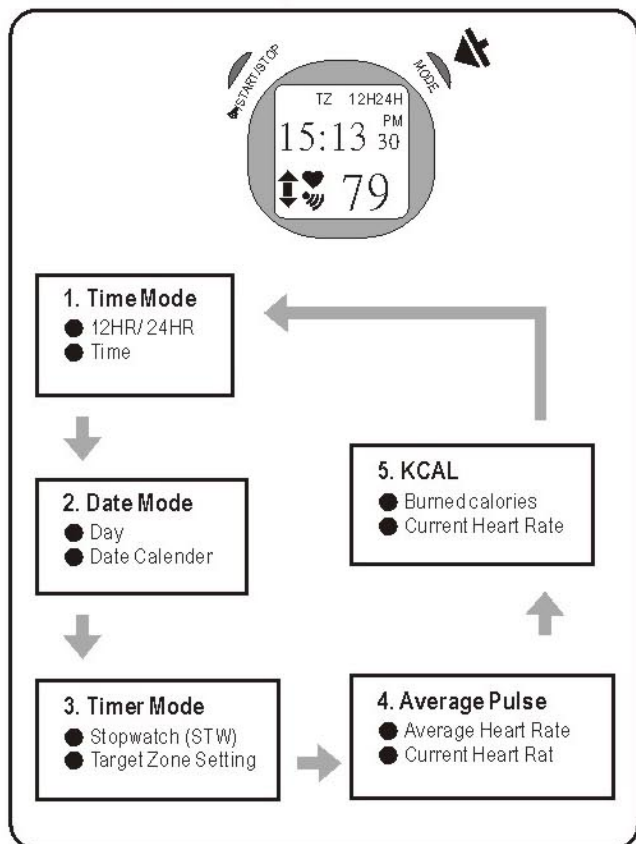 START/STOP
MODE
TZ 12H24H
PM
15:13 30
79
1. Time Mode
12HR/ 24HR
Time
2. Date Mode
Day
Date Calender
3. Timer Mode
Stopwatch (STW)
Target Zone Setting
4. Average Pulse
Average Heart Rate
Current Heart Rat
5. KCAL
Burned calories
Current Heart Rate